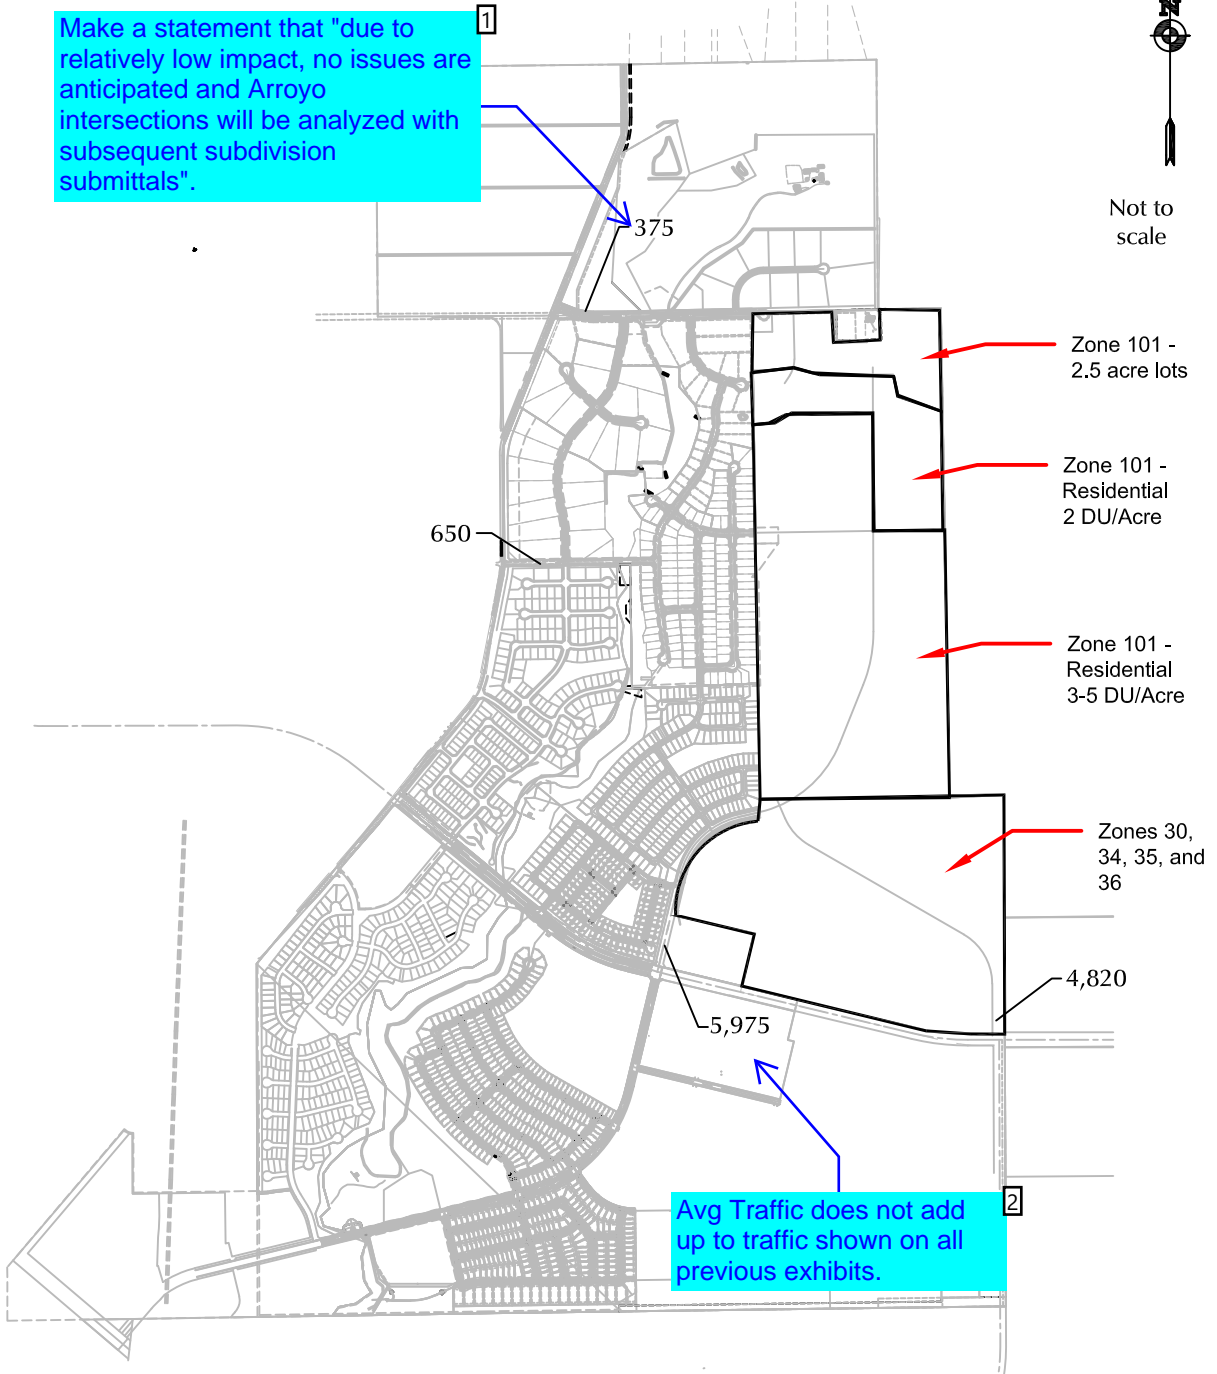 Make a statement that "due to
relatively low impact, no issues are
anticipated and Arroyo
intersections will be analyzed with
subsequent subdivision
submittals".
1
N
Not to
scale
375
Zone 101 -
2.5 acre lots
Zone 101 -
Residential
2 DU/Acre
650
Zone 101 -
Residential
3-5 DU/Acre
Zones 30,
34, 35, and
36
4,820
5,975
Avg Traffic does not add
up to traffic shown on all
previous exhibits.
2